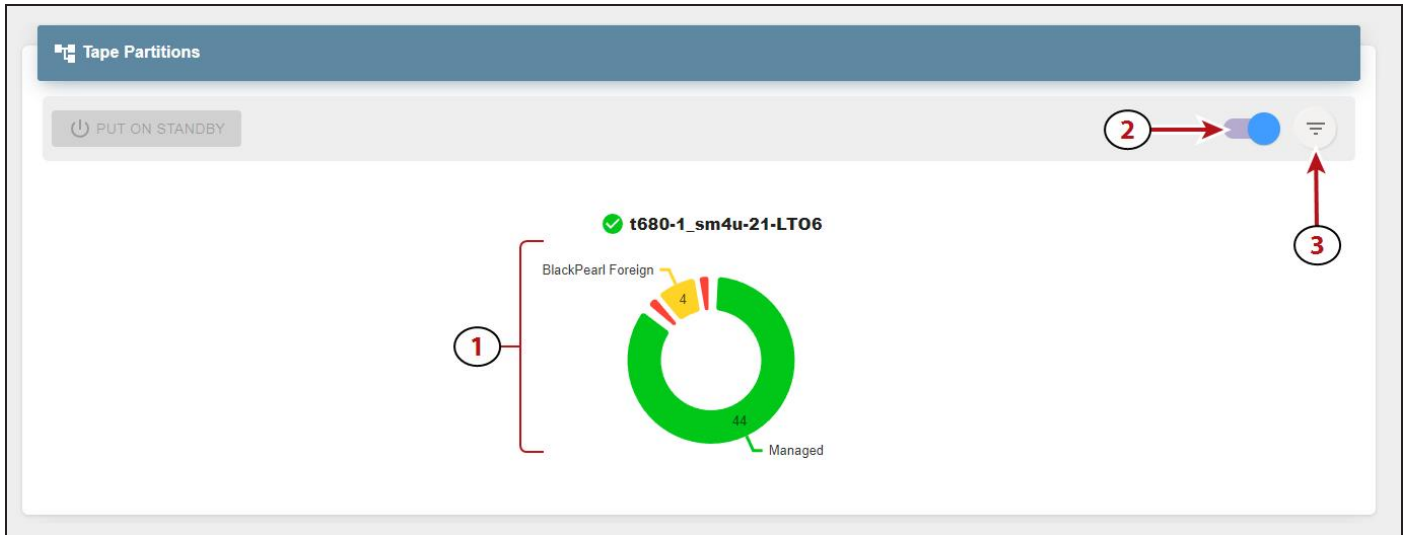 Tape Partitions
PUT ON STANDBY
2
3
t680-1_sm4u-21-LTO6
BlackPearl Foreign
4
1
44
Managed